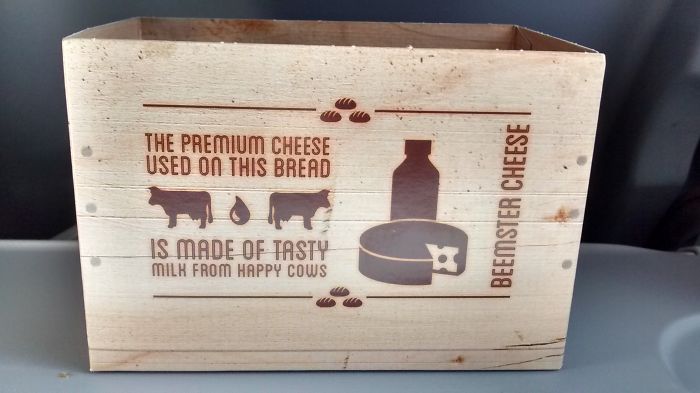 THE PREMIUM CHEESE
USED ON THIS BREAD
IS MADE OF TASTY
MILK FROM HAPPY COWS
BEEMSTER CHEESE